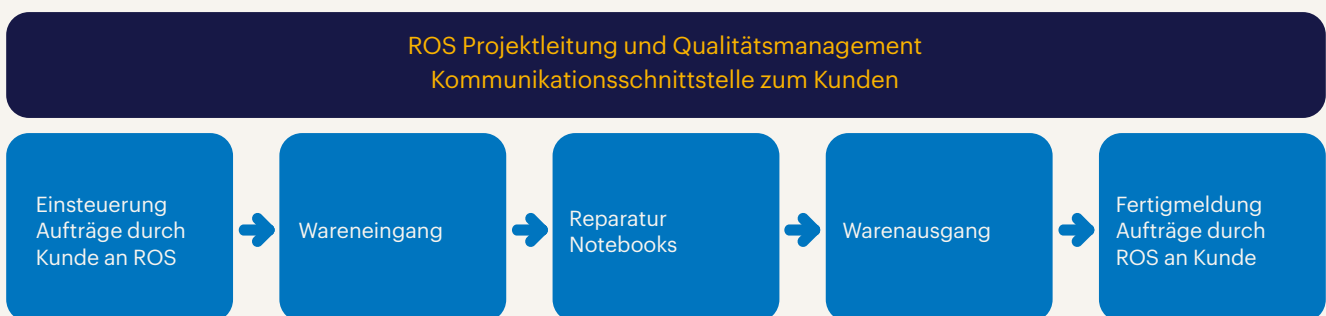 ROS Projektleitung und Qualitätsmanagement
Kommunikationsschnittstelle zum Kunden
Einsteuerung
Aufträge durch
Kunde an ROS
Wareneingang
Reparatur
Notebooks
Warenausgang
Fertigmeldung
Aufträge durch
ROS an Kunde